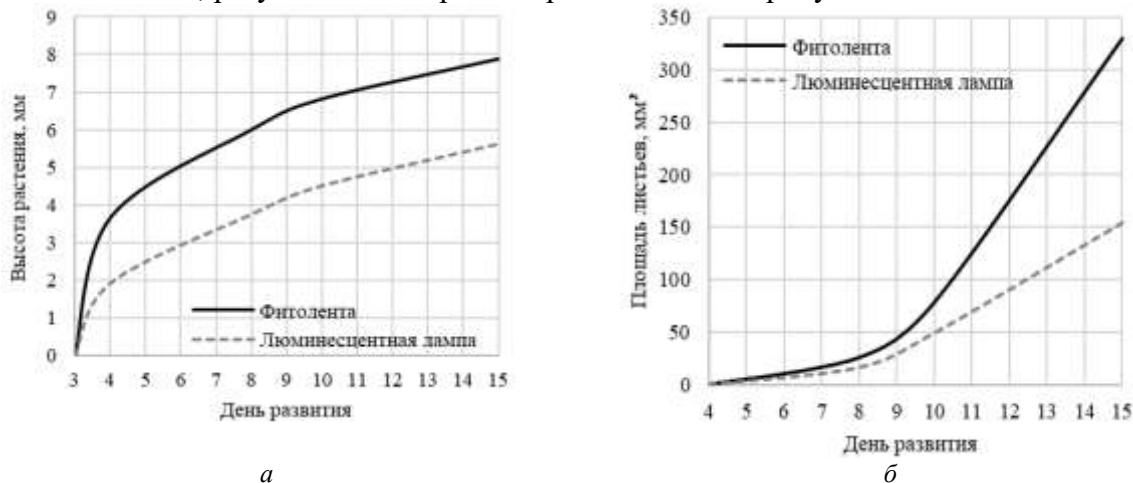 9
8
7
6
5
4
3
2
1
0
Высота растения, мм
Фитолента
Люминесцентная лампа
3 4 5 6 7 8 9 10 11 12 13 14 15
День развития
а
350
300
250
200
150
100
50
0
Площадь листьев, мм²
Фитолента
Люминесцентная лампа
4 5 6 7 8 9 10 11 12 13 14 15
День развития
б